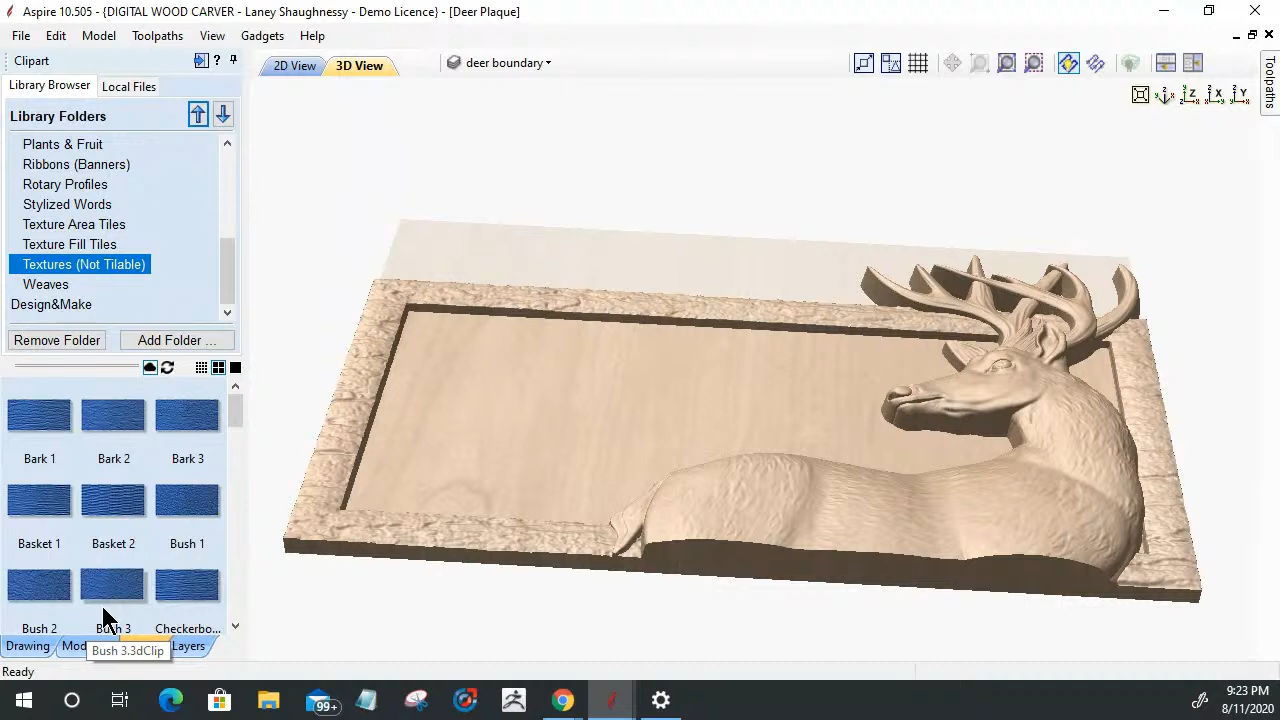 Aspire 10.505 - {DIGITAL WOOD CARVER - Laney Shaughnessy - Demo Licence} - [Deer Plaque]
File Edit Model Toolpaths View Gadgets Help
Clipart
Library Browser Local Files
Library Folders
Plants & Fruit
Ribbons (Banners)
Rotary Profiles
Stylized Words
Texture Area Tiles
Texture Fill Tiles
Textures (Not Tilable)
Weaves
Design&Make
Remove Folder Add Folder ...
Bark 1 Bark 2 Bark 3
Basket 1 Basket 2 Bush 1
Bush 2 Bush 3 Checkerbo...
Drawing Layers
Bush 3.3dClip
Ready
2D View 3D View deer boundary
Z X Y
Toolpaths
99+
9:23 PM
8/11/2020